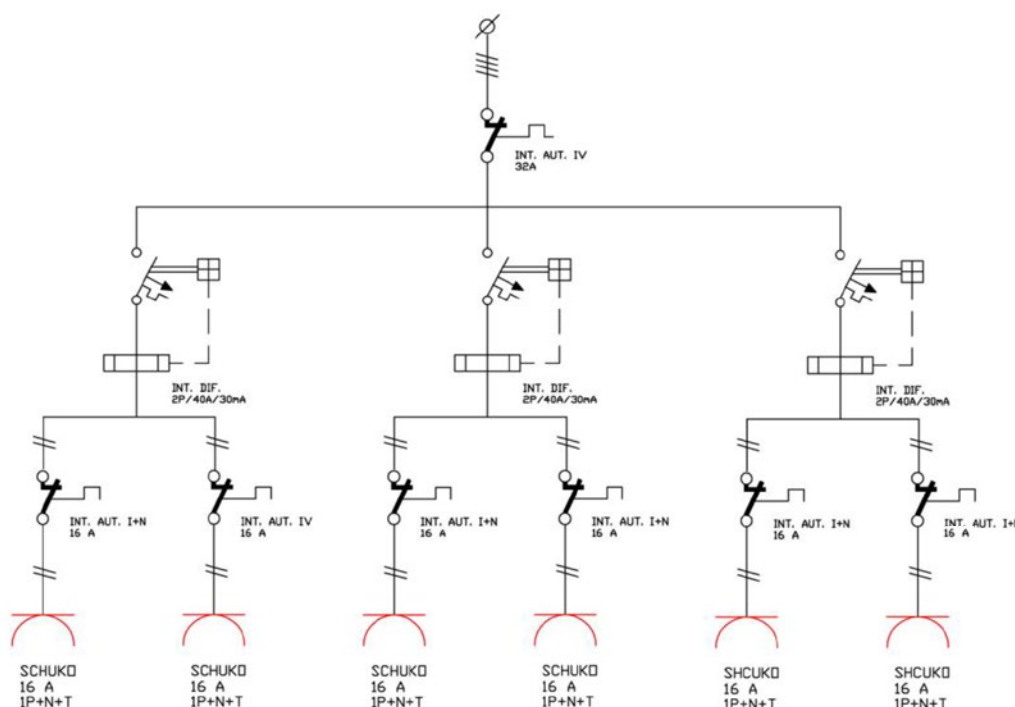 INT. AUT. IV
32A
INT. DIF.
2P/40A/30mA
INT. DIF.
2P/40A/30mA
INT. DIF.
2P/40A/30mA
INT. AUT. I+N
16 A
INT. AUT. IV
16 A
INT. AUT. I+N
16 A
INT. AUT. I+N
16 A
INT. AUT. I+N
16 A
INT. AUT. I+
16 A
SCHUKO
16 A
1P+N+T
SCHUKO
16 A
1P+N+T
SCHUKO
16 A
1P+N+T
SCHUKO
16 A
1P+N+T
SHCUKO
16 A
1P+N+T
SHCUKO
16 A
1P+N+T